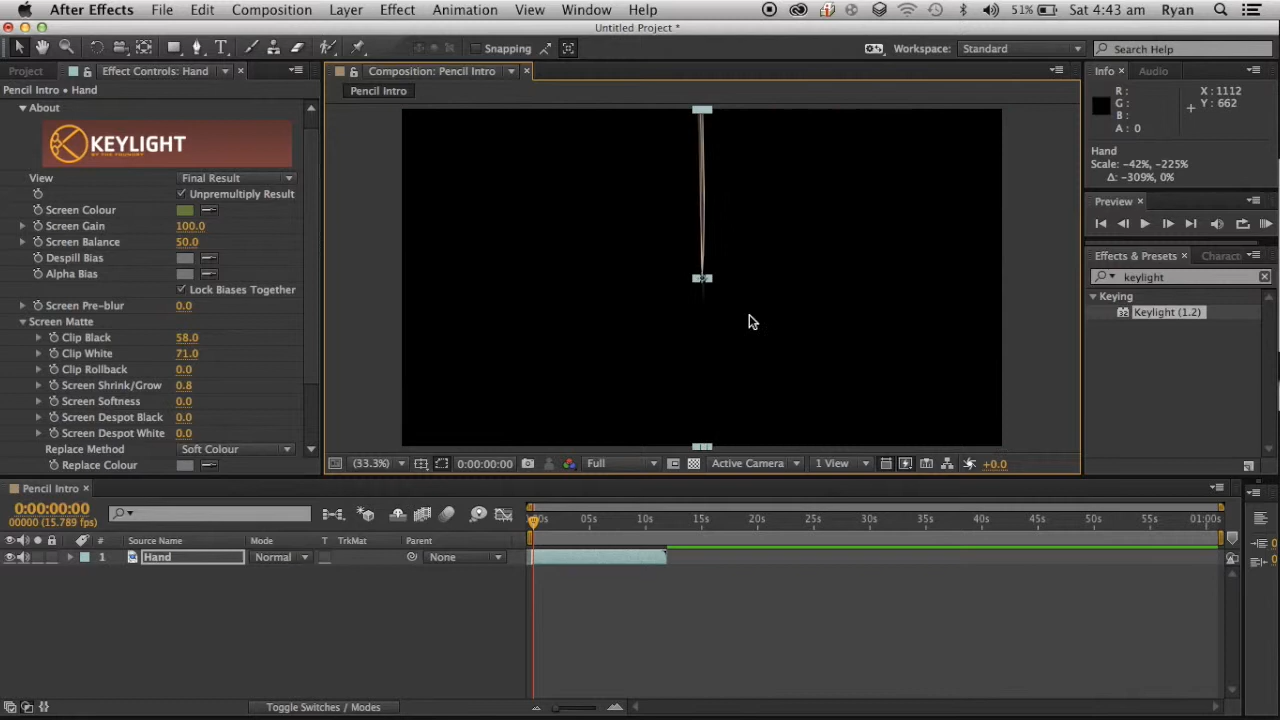 After Effects File Edit Composition Layer Effect Animation View Window Help 51% Sat 4:43 am Ryan
Untitled Project *
Snapping Workspace: Standard Search Help
Project Effect Controls: Hand Composition: Pencil Intro Info Audio
Pencil Intro • Hand Pencil Intro
About
KEYLIGHT
BY THE FOUNDRY
View Final Result
Unpremultiply Result
Screen Colour
Screen Gain 100.0
Screen Balance 50.0
Despill Bias
Alpha Bias
Lock Biases Together
Screen Pre-blur 0.0
Screen Matte
Clip Black 58.0
Clip White 71.0
Clip Rollback 0.0
Screen Shrink/Grow 0.8
Screen Softness 0.0
Screen Despot Black 0.0
Screen Despot White 0.0
Replace Method Soft Colour
Replace Colour
(33.3%) 0:00:00:00 Full Active Camera 1 View +0.0
R: X: 1112
G: Y: 662
B:
A: 0
Hand
Scale: -42%, -225%
Δ: -309%, 0%
Preview
Effects & Presets Charact
keylight
Keying
32 Keylight (1.2)
Pencil Intro
0:00:00:00
00000 (15.789 fps)
:00s 05s 10s 15s 20s 25s 30s 35s 40s 45s 50s 55s 01:00s
# Source Name Mode T TrkMat Parent
1 Hand Normal None
Toggle Switches / Modes